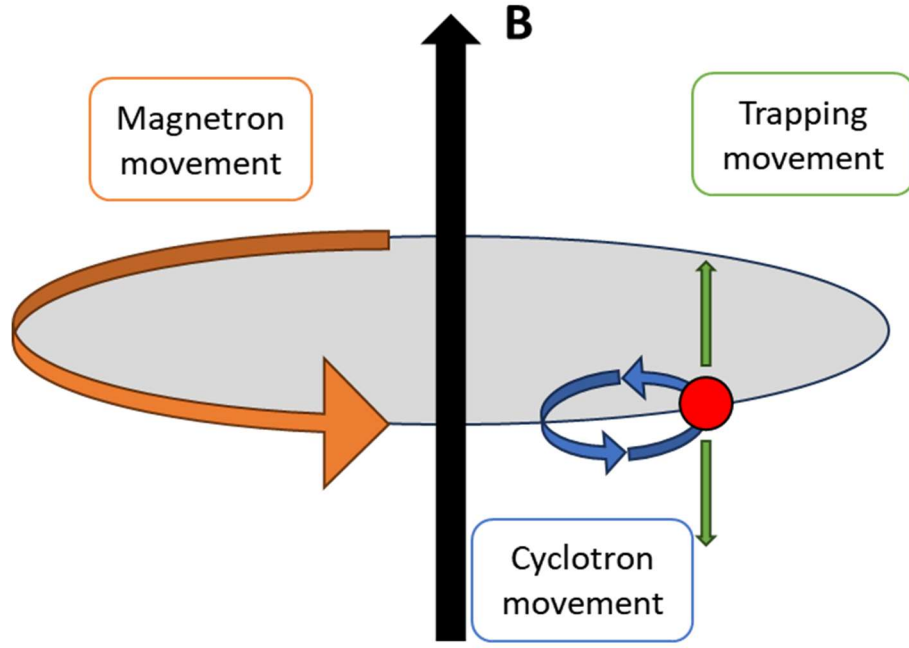 B
Magnetron
movement
Trapping
movement
Cyclotron
movement